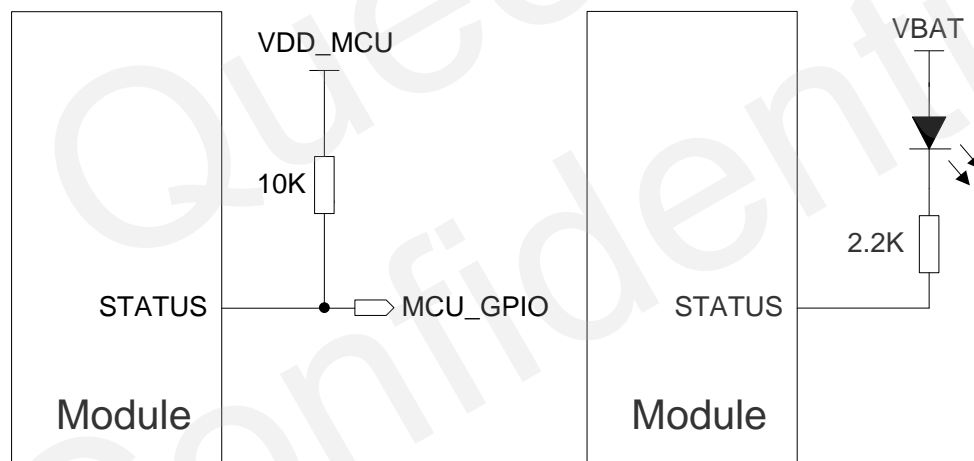 VDD_MCU
10K
STATUS
MCU_GPIO
Module
VBAT
2.2K
STATUS
Module